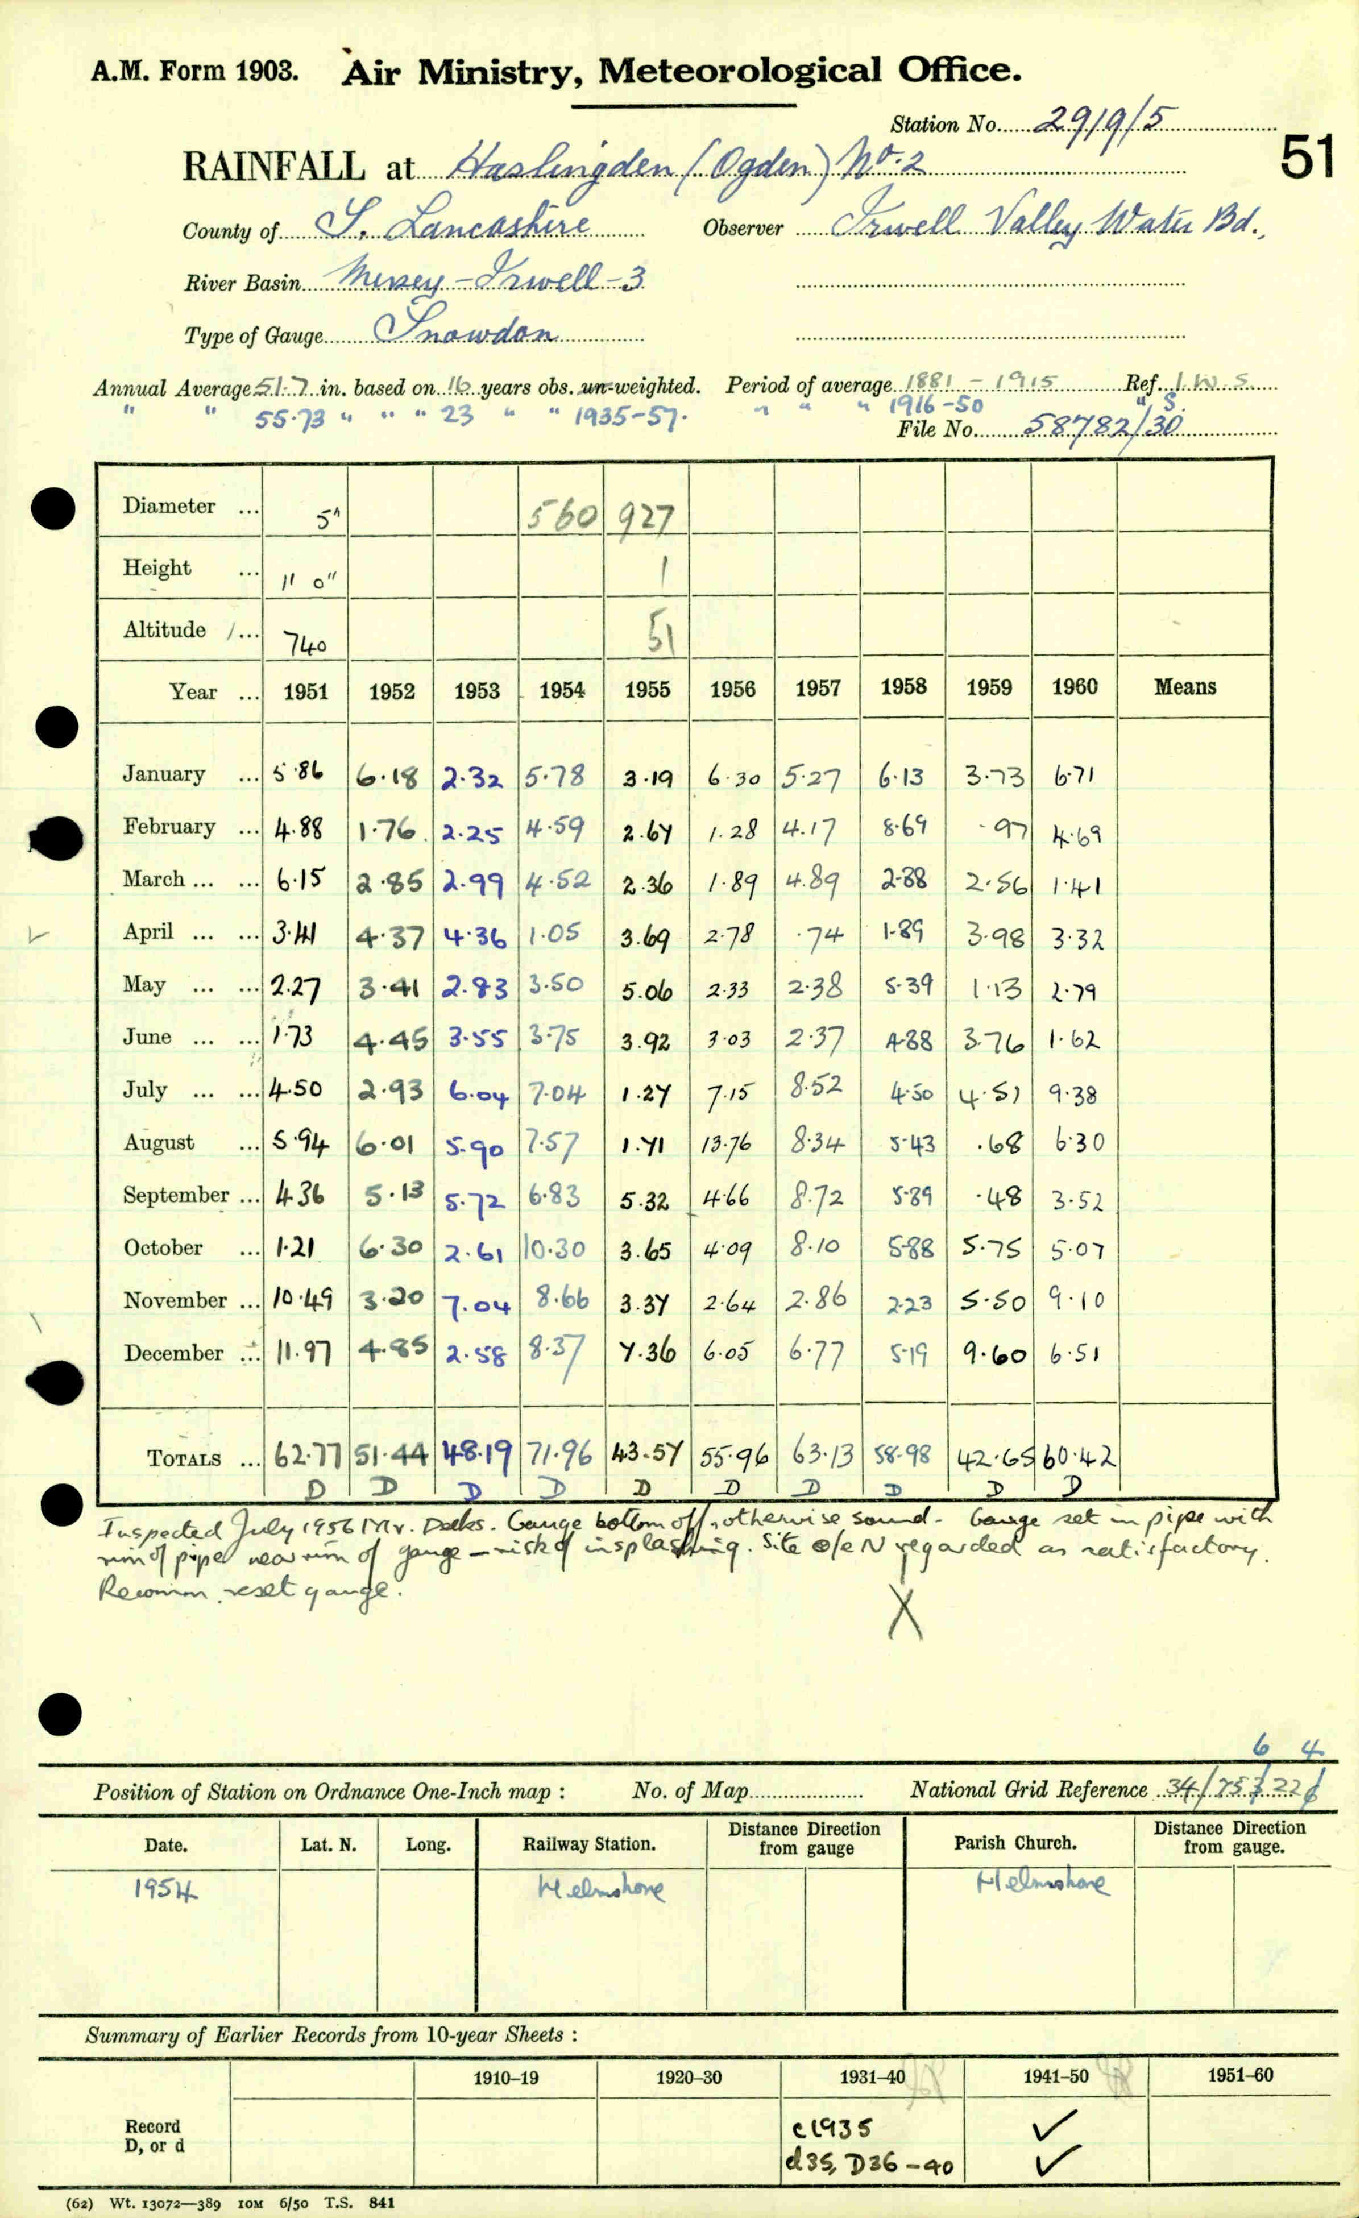 A.M. Form 1903. Air Ministry, Meteorological Office.
Station No. 2919/5
51
RAINFALL at Haslingden (Ogden) No. 2
County of S. Lancashire Observer Irwell Valley Water Bd.,
River Basin Mersey-Irwell-3
Type of Gauge Snowdon
Annual Average 51.7 in. based on 16 years obs. un-weighted. Period of average 1881 - 1915 Ref. I.W.S.
" " 55.73 " " " 23 " " 1935-57. " " " 1916-50 " S.
File No. 58782/30
Diameter ... 5" 560 927
Height ... 1' 0" 1
Altitude ... 740 51
Year ... 1951 1952 1953 1954 1955 1956 1957 1958 1959 1960 Means
January ... 5.86 6.18 2.32 5.78 3.19 6.30 5.27 6.13 3.73 6.71
February ... 4.88 1.76 2.25 4.59 2.67 1.28 4.17 8.69 .97 4.69
March ... ... 6.15 2.85 2.99 4.52 2.36 1.89 4.89 2.88 2.56 1.41
April ... ... 3.41 4.37 4.36 1.05 3.69 2.78 .74 1.89 3.98 3.32
May ... ... 2.27 3.41 2.83 3.50 5.06 2.33 2.38 5.39 1.13 2.79
June ... ... 1.73 4.45 3.55 3.75 3.92 3.03 2.37 4.88 3.76 1.62
July ... ... 4.50 2.93 6.04 7.04 1.27 7.15 8.52 4.50 4.51 9.38
August ... 5.94 6.01 5.90 7.57 1.71 13.76 8.34 5.43 .68 6.30
September ... 4.36 5.13 5.72 6.83 5.32 4.66 8.72 5.89 .48 3.52
October ... 1.21 6.30 2.61 10.30 3.65 4.09 8.10 5.88 5.75 5.07
November ... 10.49 3.20 7.04 8.66 3.37 2.64 2.86 2.23 5.50 9.10
December ... 11.97 4.85 2.58 8.37 7.36 6.05 6.77 5.19 9.60 6.51
TOTALS ... 62.77 51.44 48.19 71.96 43.57 55.96 63.13 58.98 42.65 60.42
D D D D D D D D D D
Inspected July 1956 Mr. Deeks. Gauge bottom off, otherwise sound. Gauge set in pipe with
rim of pipe near rim of gauge - risk of insplashing. Site o/e N regarded as satisfactory.
Recomm. reset gauge.
X
6 4
Position of Station on Ordnance One-Inch map : No. of Map National Grid Reference 34/753226
Date. Lat. N. Long. Railway Station. Distance Direction from gauge Parish Church. Distance Direction from gauge.
1954 Helmshore Helmshore
Summary of Earlier Records from 10-year Sheets :
1910–19 1920–30 1931–40 1941–50 1951–60
Record c1935 ✓
D, or d d35, D36-40 ✓
(62) Wt. 13072—389 10M 6/50 T.S. 841